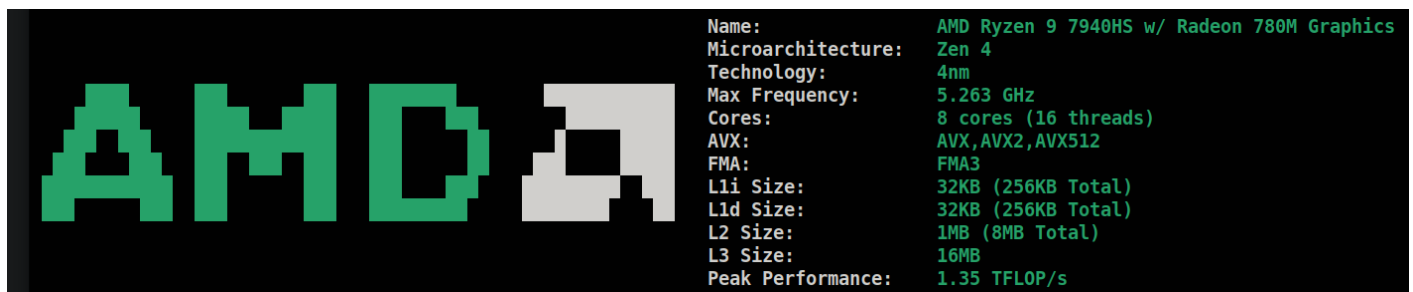 AMD
Name: AMD Ryzen 9 7940HS w/ Radeon 780M Graphics
Microarchitecture: Zen 4
Technology: 4nm
Max Frequency: 5.263 GHz
Cores: 8 cores (16 threads)
AVX: AVX,AVX2,AVX512
FMA: FMA3
L1i Size: 32KB (256KB Total)
L1d Size: 32KB (256KB Total)
L2 Size: 1MB (8MB Total)
L3 Size: 16MB
Peak Performance: 1.35 TFLOP/s